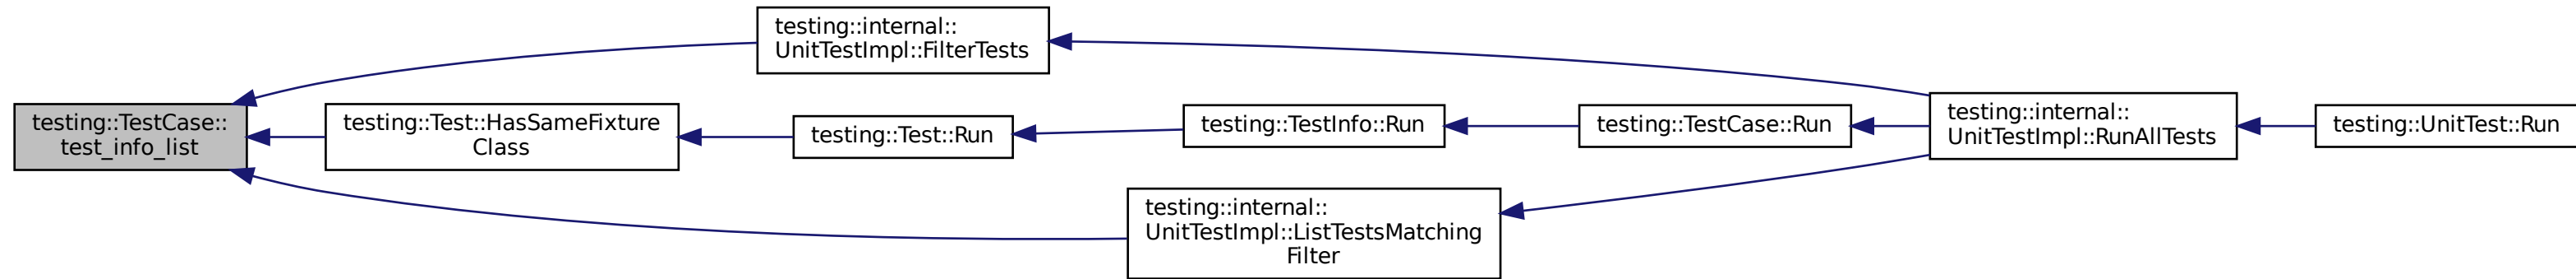 testing::internal::
UnitTestImpl::FilterTests
testing::TestCase::
test_info_list
testing::Test::HasSameFixture
Class
testing::Test::Run
testing::TestInfo::Run
testing::TestCase::Run
testing::internal::
UnitTestImpl::RunAllTests
testing::UnitTest::Run
testing::internal::
UnitTestImpl::ListTestsMatching
Filter